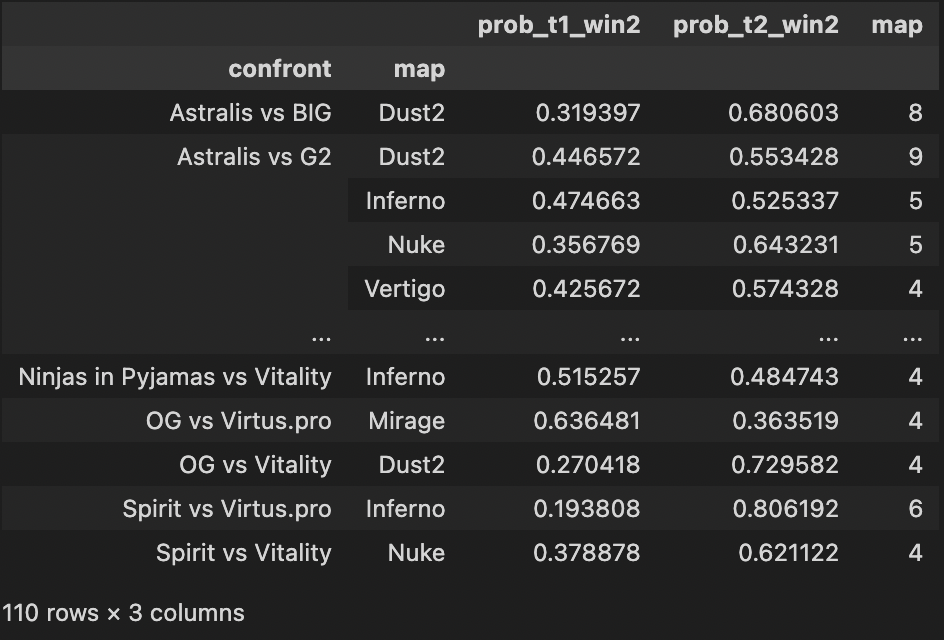 prob_t1_win2 prob_t2_win2 map
confront map
Astralis vs BIG Dust2 0.319397 0.680603 8
Astralis vs G2 Dust2 0.446572 0.553428 9
Inferno 0.474663 0.525337 5
Nuke 0.356769 0.643231 5
Vertigo 0.425672 0.574328 4
... ... ... ... ...
Ninjas in Pyjamas vs Vitality Inferno 0.515257 0.484743 4
OG vs Virtus.pro Mirage 0.636481 0.363519 4
OG vs Vitality Dust2 0.270418 0.729582 4
Spirit vs Virtus.pro Inferno 0.193808 0.806192 6
Spirit vs Vitality Nuke 0.378878 0.621122 4
110 rows × 3 columns